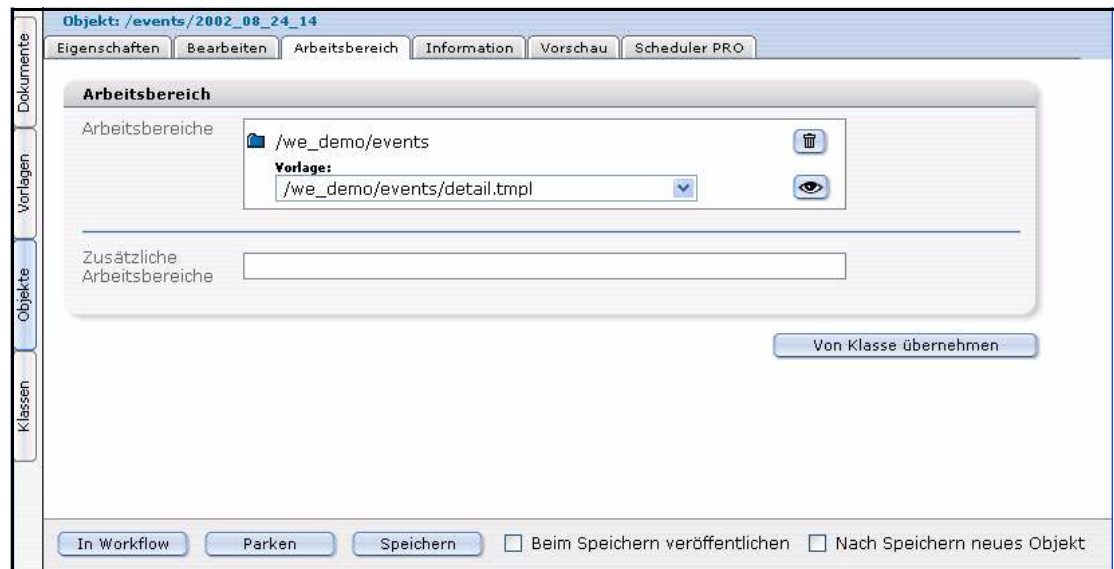 Objekt: /events/2002_08_24_14
Eigenschaften Bearbeiten Arbeitsbereich Information Vorschau Scheduler PRO
Dokumente
Vorlagen
Objekte
Klassen
Arbeitsbereich
Arbeitsbereiche
/we_demo/events
Vorlage:
/we_demo/events/detail.tmpl
Zusätzliche
Arbeitsbereiche
Von Klasse übernehmen
In Workflow Parken Speichern Beim Speichern veröffentlichen Nach Speichern neues Objekt